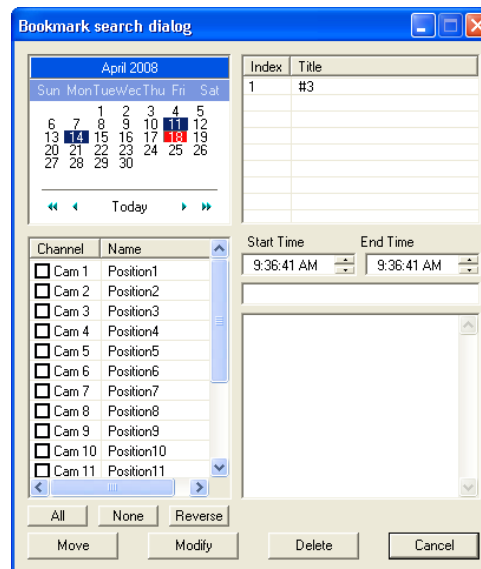 Bookmark search dialog
April 2008
Sun Mon Tue Wec Thu Fri Sat
1 2 3 4 5
6 7 8 9 10 11 12
13 14 15 16 17 18 19
20 21 22 23 24 25 26
27 28 29 30
Today
Index Title
1 #3
Channel Name
Cam 1 Position1
Cam 2 Position2
Cam 3 Position3
Cam 4 Position4
Cam 5 Position5
Cam 6 Position6
Cam 7 Position7
Cam 8 Position8
Cam 9 Position9
Cam 10 Position10
Cam 11 Position11
Start Time End Time
9:36:41 AM 9:36:41 AM
All None Reverse
Move Modify Delete Cancel